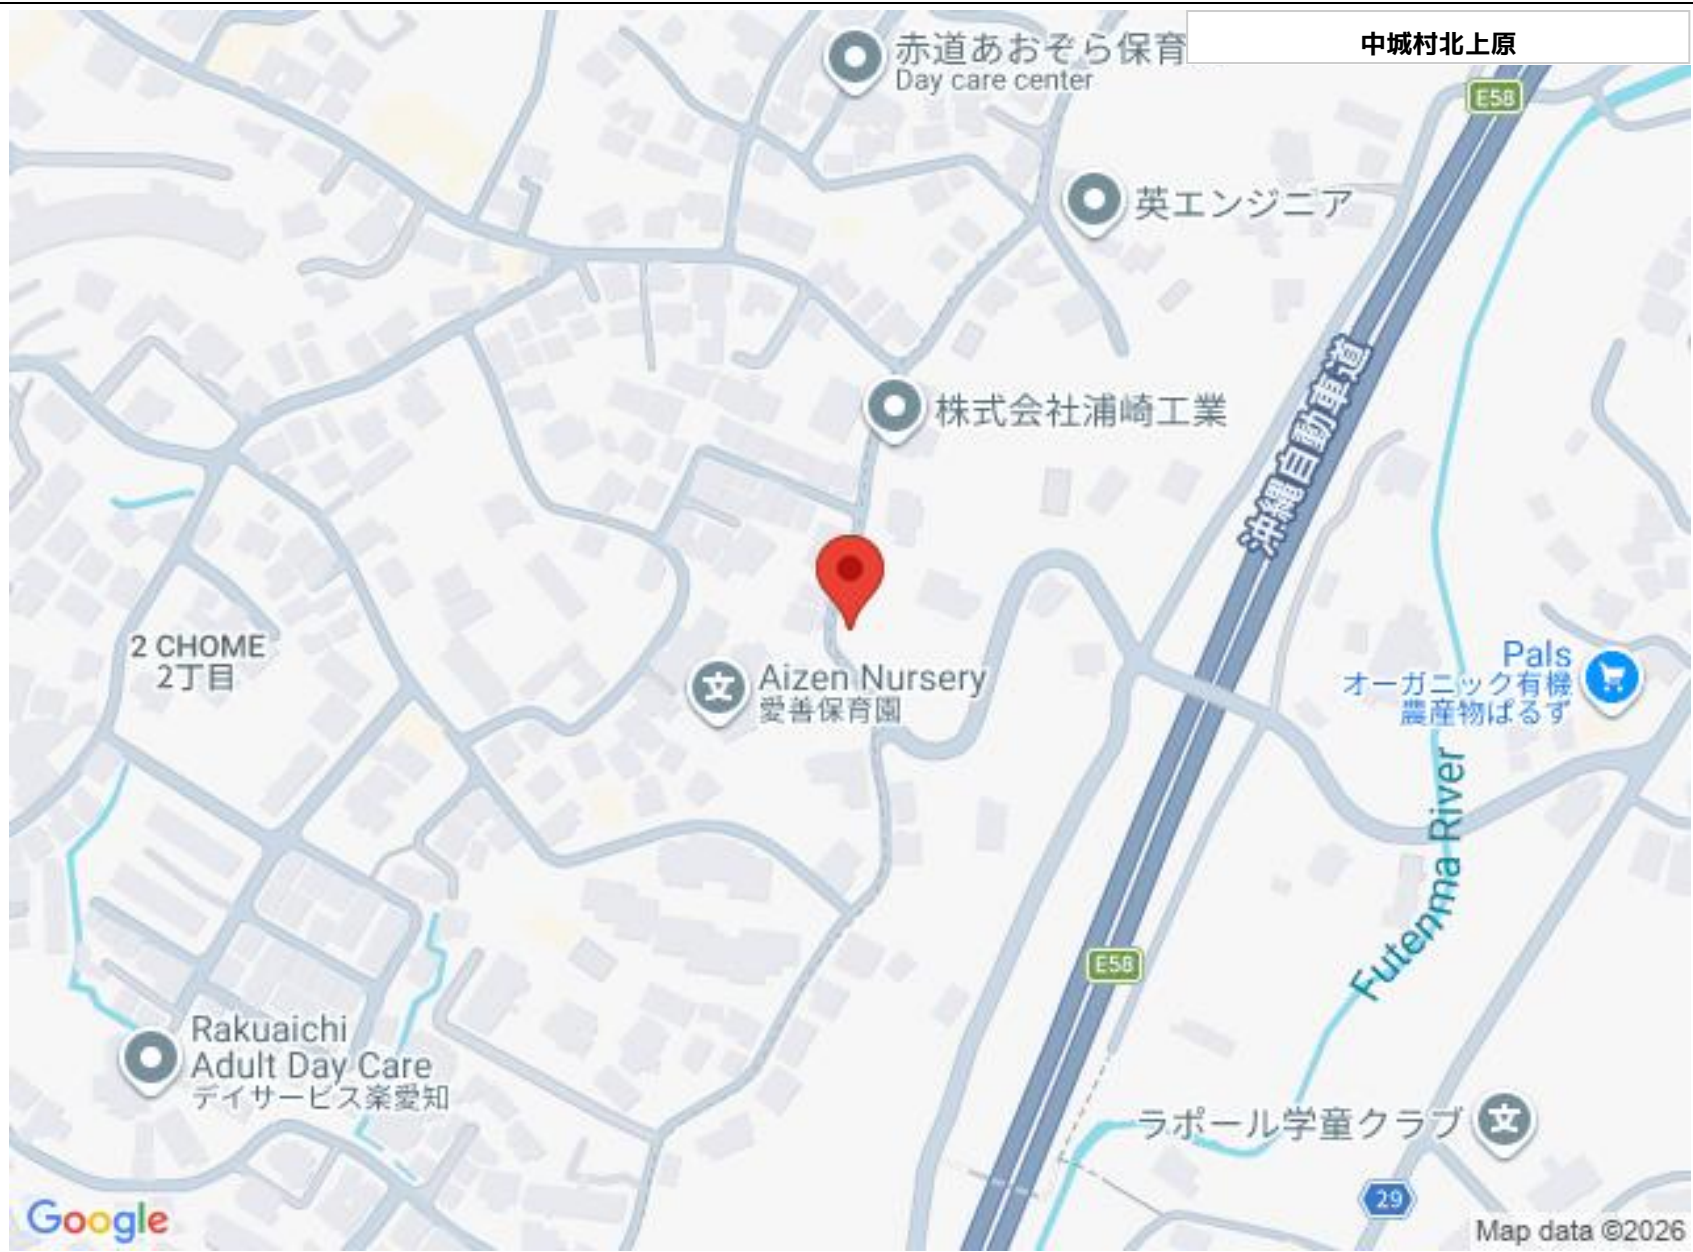 中城村北上原
赤道あおぞら保育
Day care center
E58
英エンジニア
沖縄自動車道
株式会社浦崎工業
2 CHOME
2丁目
Aizen Nursery
愛善保育園
Pals
オーガニック有機
農産物ぱるず
Futenma River
E58
Rakuaichi
Adult Day Care
デイサービス楽愛知
ラポール学童クラブ
29
Google
Map data ©2026